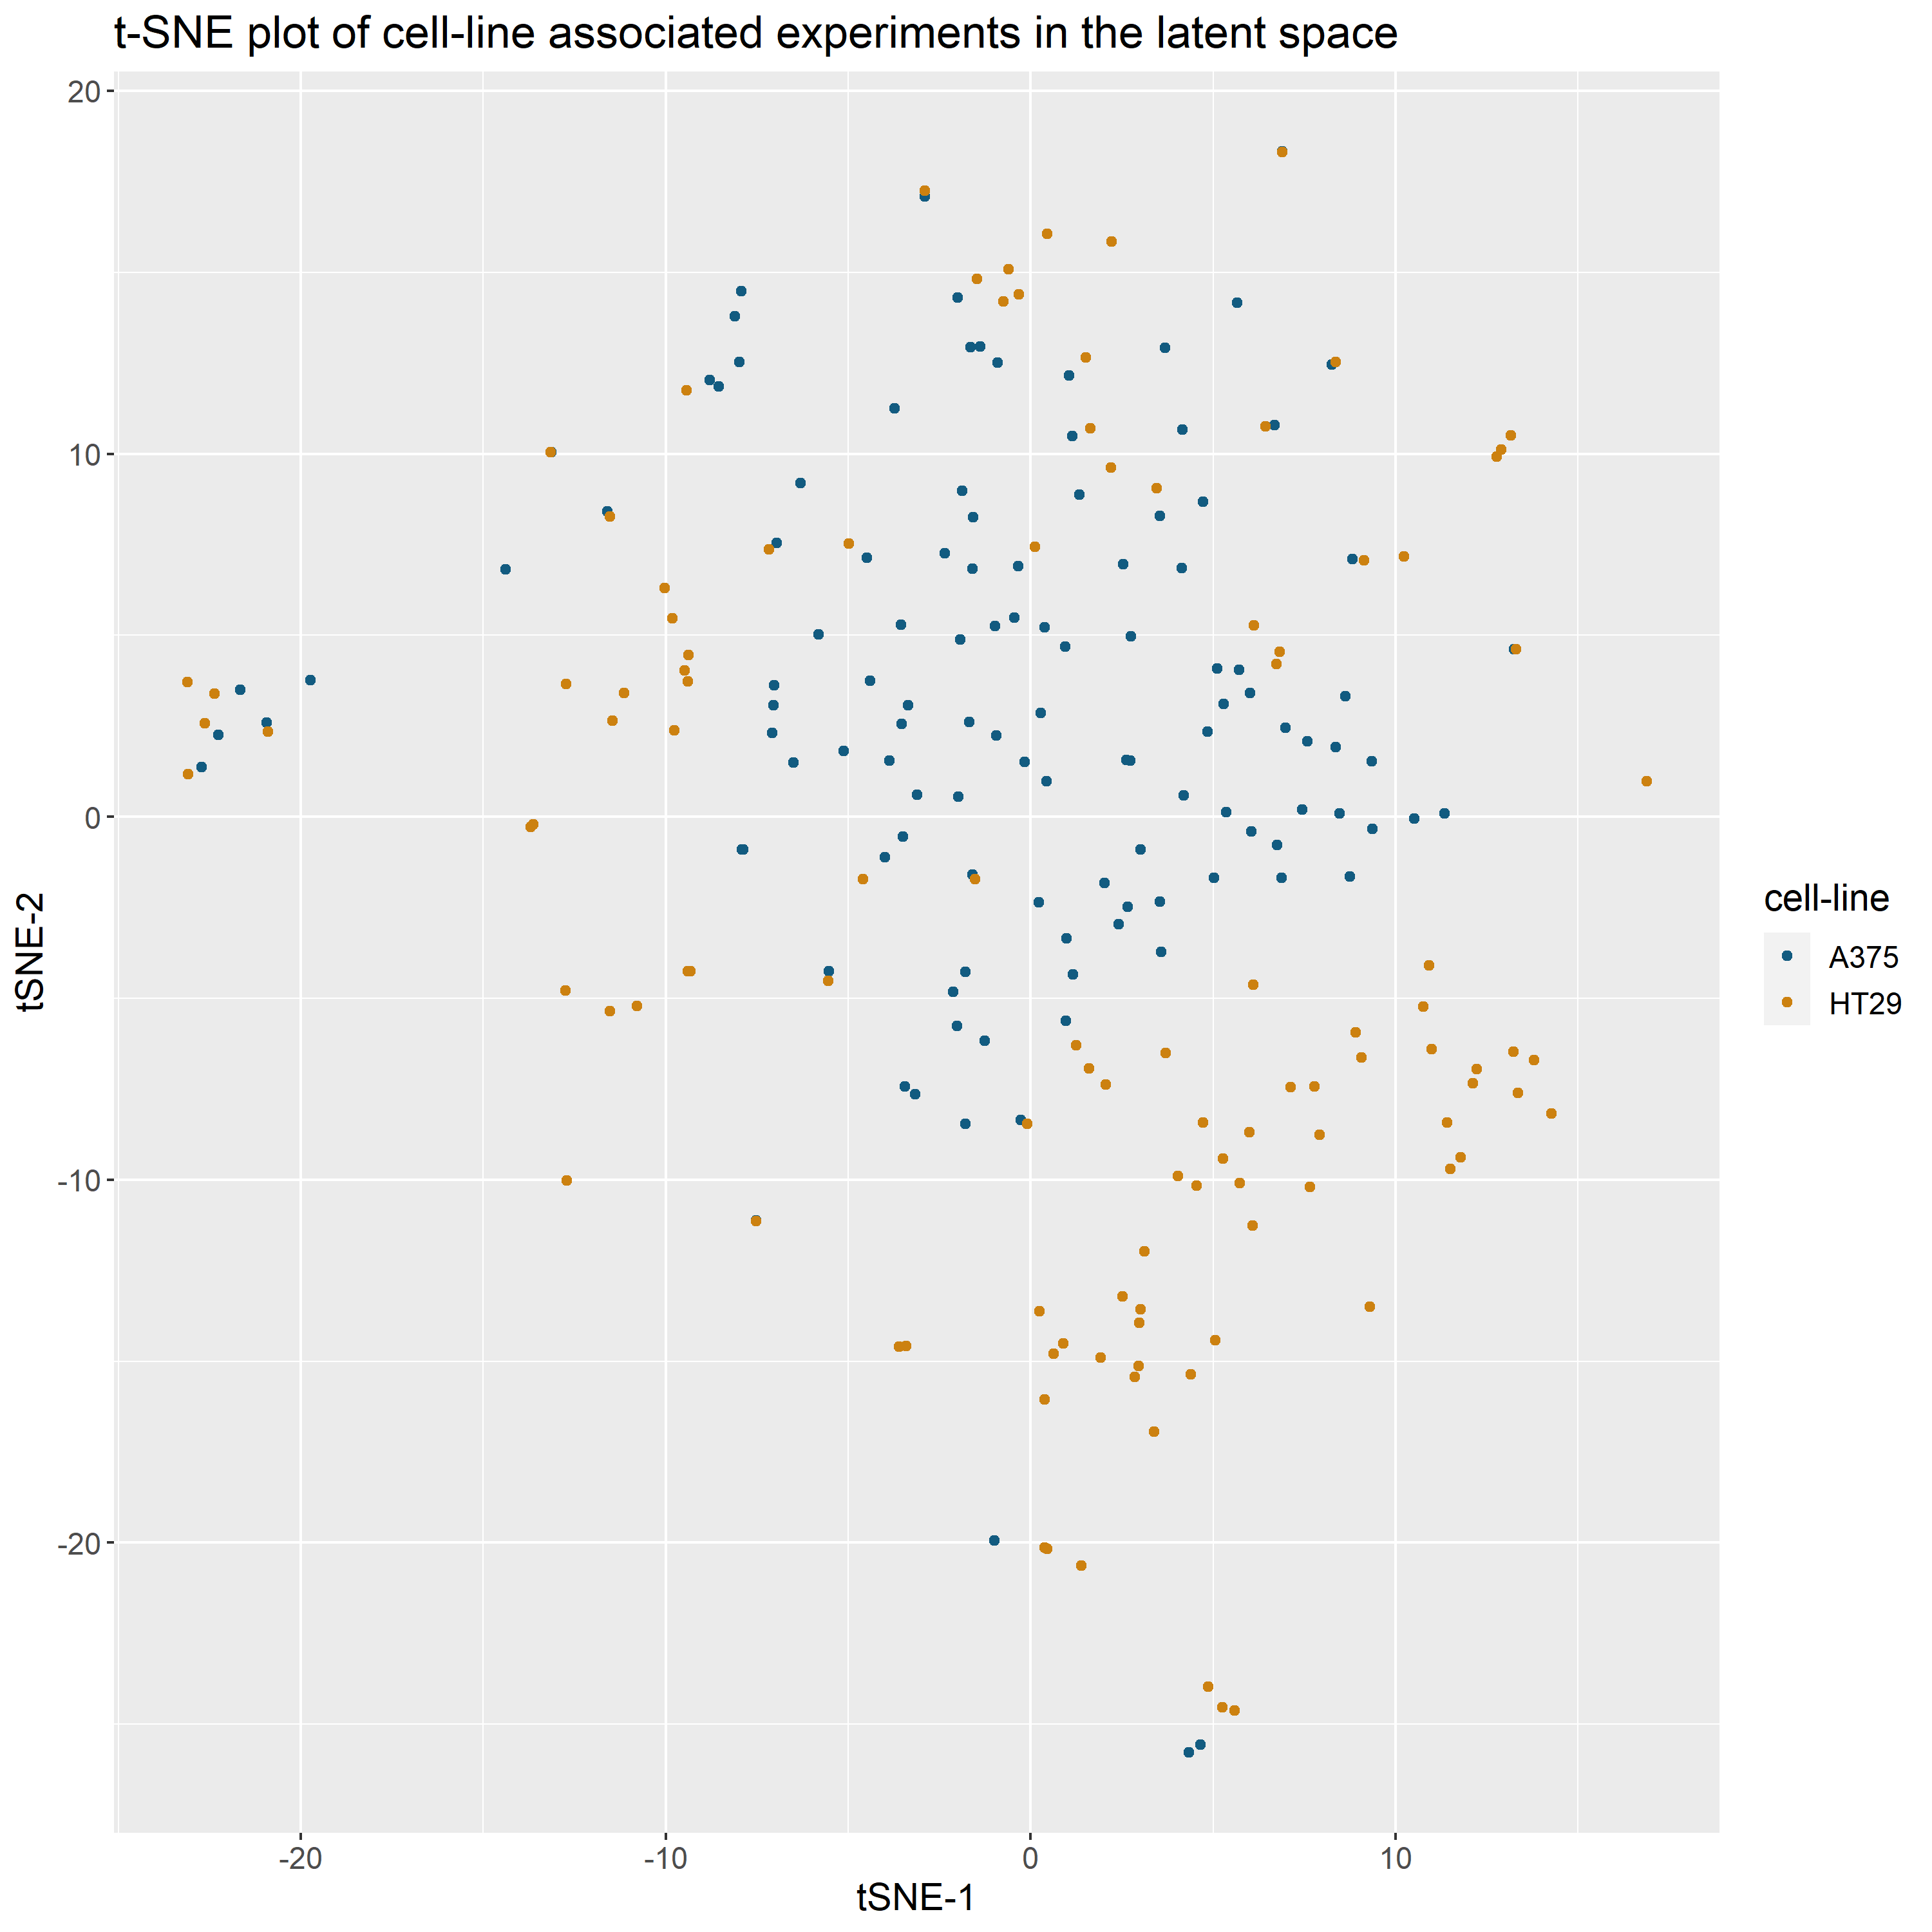 t-SNE plot of cell-line associated experiments in the latent space
20
10
0
-10
-20
tSNE-2
-20
-10
0
10
tSNE-1
cell-line
A375
HT29